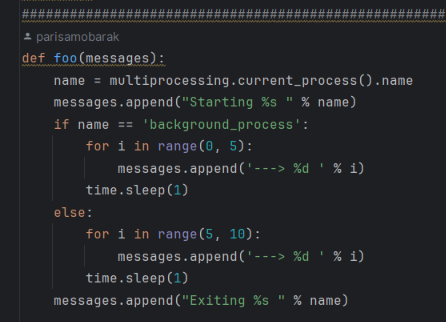 ####################################################
parisamobarak
def foo(messages):
    name = multiprocessing.current_process().name
    messages.append("Starting %s " % name)
    if name == 'background_process':
        for i in range(0, 5):
            messages.append('---> %d ' % i)
        time.sleep(1)
    else:
        for i in range(5, 10):
            messages.append('---> %d ' % i)
        time.sleep(1)
    messages.append("Exiting %s " % name)